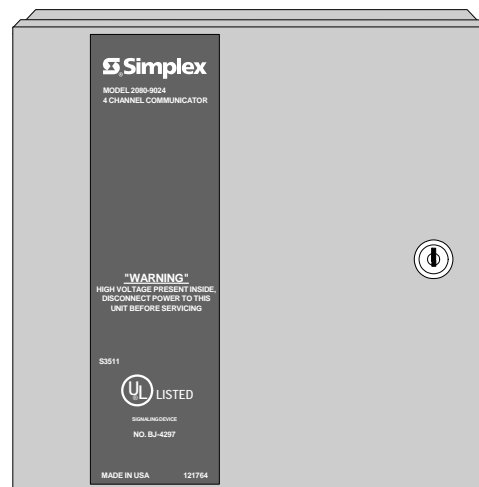 Simplex
MODEL 2080-9024
4 CHANNEL COMMUNICATOR
"WARNING"
HIGH VOLTAGE PRESENT INSIDE,
DISCONNECT POWER TO THIS
UNIT BEFORE SERVICING
S3511
UL LISTED
SIGNALING DEVICE
NO. BJ-4297
MADE IN USA 121764